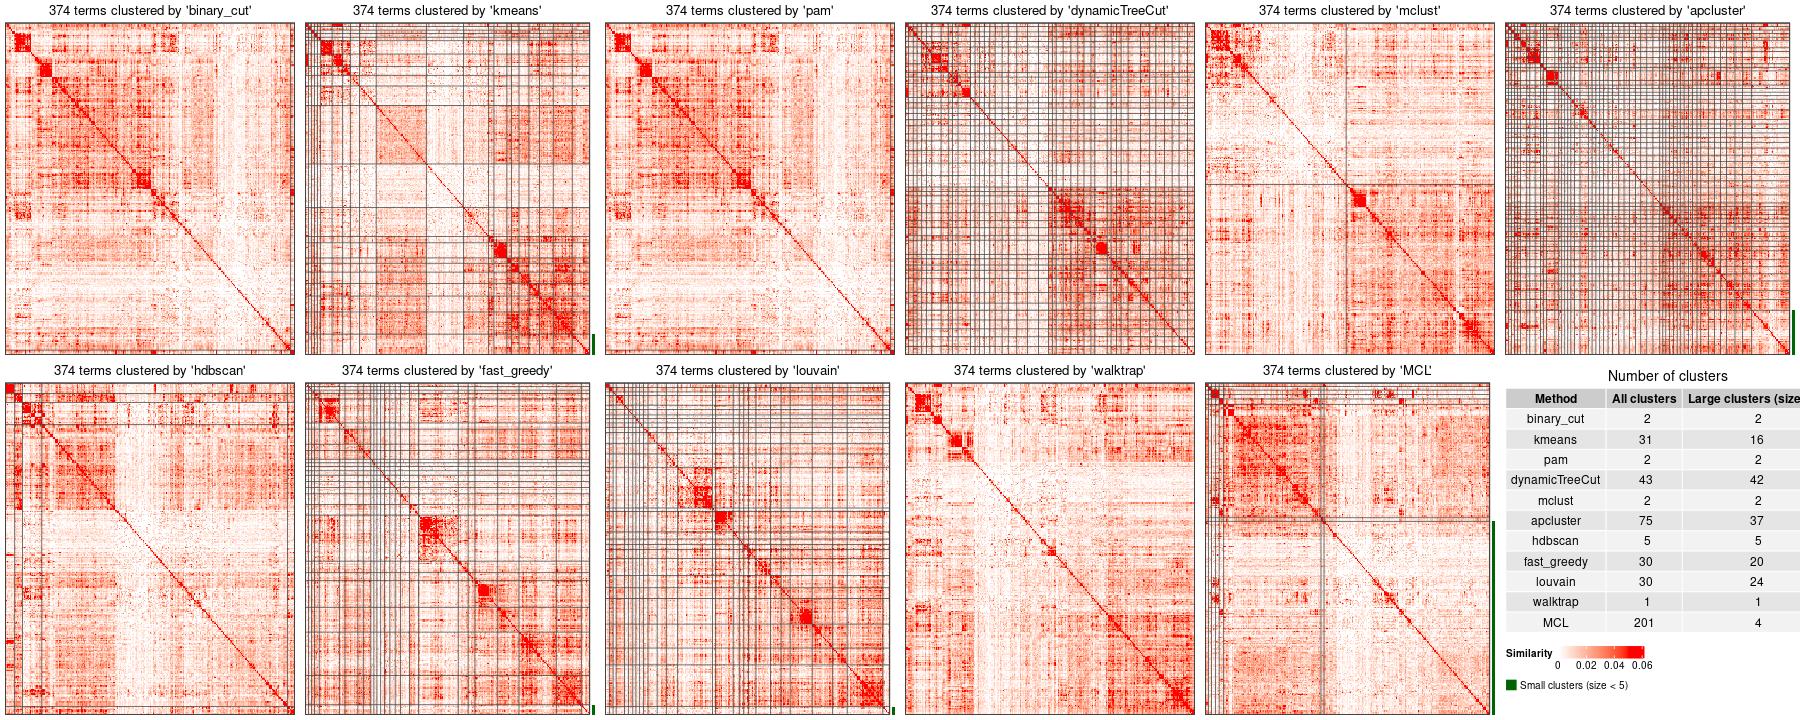 374 terms clustered by 'binary_cut'
374 terms clustered by 'kmeans'
374 terms clustered by 'pam'
374 terms clustered by 'dynamicTreeCut'
374 terms clustered by 'mclust'
374 terms clustered by 'apcluster'
374 terms clustered by 'hdbscan'
374 terms clustered by 'fast_greedy'
374 terms clustered by 'louvain'
374 terms clustered by 'walktrap'
374 terms clustered by 'MCL'
Number of clusters
Method All clusters Large clusters (size
binary_cut 2 2
kmeans 31 16
pam 2 2
dynamicTreeCut 43 42
mclust 2 2
apcluster 75 37
hdbscan 5 5
fast_greedy 30 20
louvain 30 24
walktrap 1 1
MCL 201 4
Similarity
0 0.02 0.04 0.06
Small clusters (size < 5)